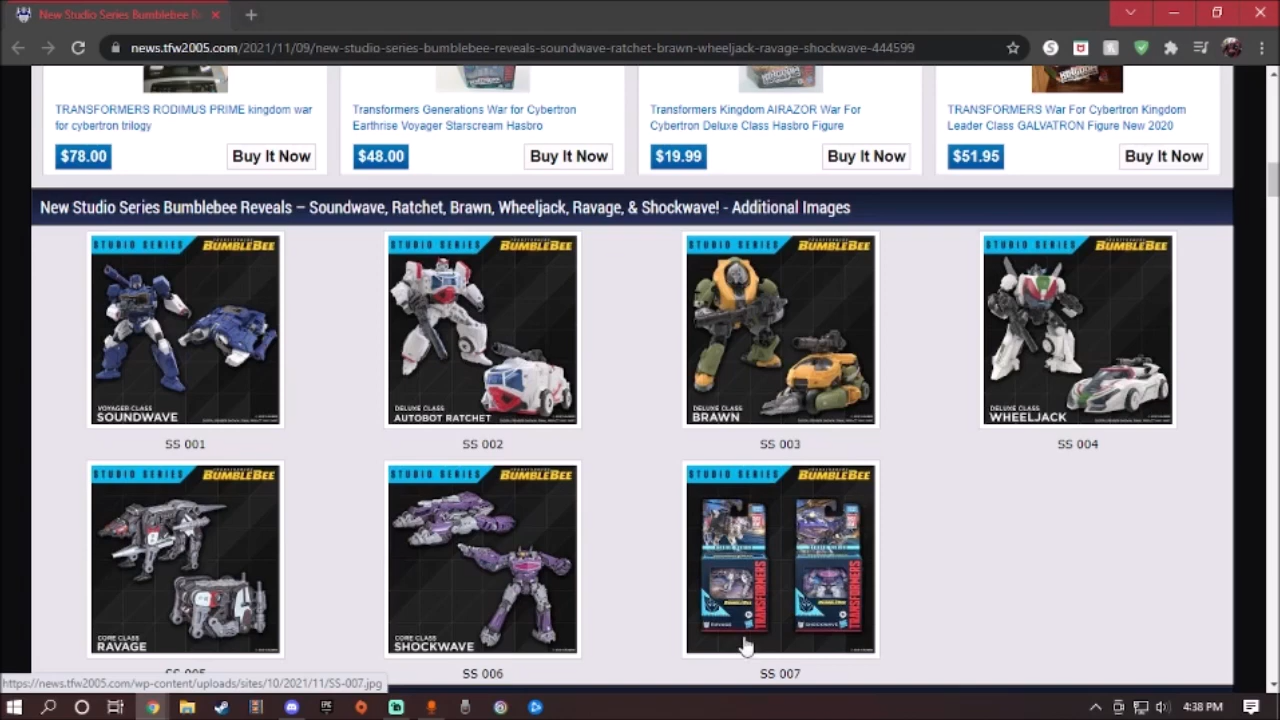 New Studio Series Bumblebee R
news.tfw2005.com/2021/11/09/new-studio-series-bumblebee-reveals-soundwave-ratchet-brawn-wheeljack-ravage-shockwave-444599
TRANSFORMERS RODIMUS PRIME kingdom war
for cybertron trilogy
$78.00
Buy It Now
Transformers Generations War for Cybertron
Earthrise Voyager Starscream Hasbro
$48.00
Buy It Now
Transformers Kingdom AIRAZOR War For
Cybertron Deluxe Class Hasbro Figure
$19.99
Buy It Now
TRANSFORMERS War For Cybertron Kingdom
Leader Class GALVATRON Figure New 2020
$51.95
Buy It Now
New Studio Series Bumblebee Reveals – Soundwave, Ratchet, Brawn, Wheeljack, Ravage, & Shockwave! - Additional Images
STUDIO SERIES
BUMBLEBEE
VOYAGER CLASS
SOUNDWAVE
SS 001
STUDIO SERIES
BUMBLEBEE
DELUXE CLASS
AUTOBOT RATCHET
SS 002
STUDIO SERIES
BUMBLEBEE
DELUXE CLASS
BRAWN
SS 003
STUDIO SERIES
BUMBLEBEE
DELUXE CLASS
WHEELJACK
SS 004
STUDIO SERIES
BUMBLEBEE
CORE CLASS
RAVAGE
SS 005
STUDIO SERIES
BUMBLEBEE
CORE CLASS
SHOCKWAVE
SS 006
STUDIO SERIES
BUMBLEBEE
TRANSFORMERS
RAVAGE
TRANSFORMERS
SHOCKWAVE
SS 007
https://news.tfw2005.com/wp-content/uploads/sites/10/2021/11/SS-007.jpg
4:38 PM